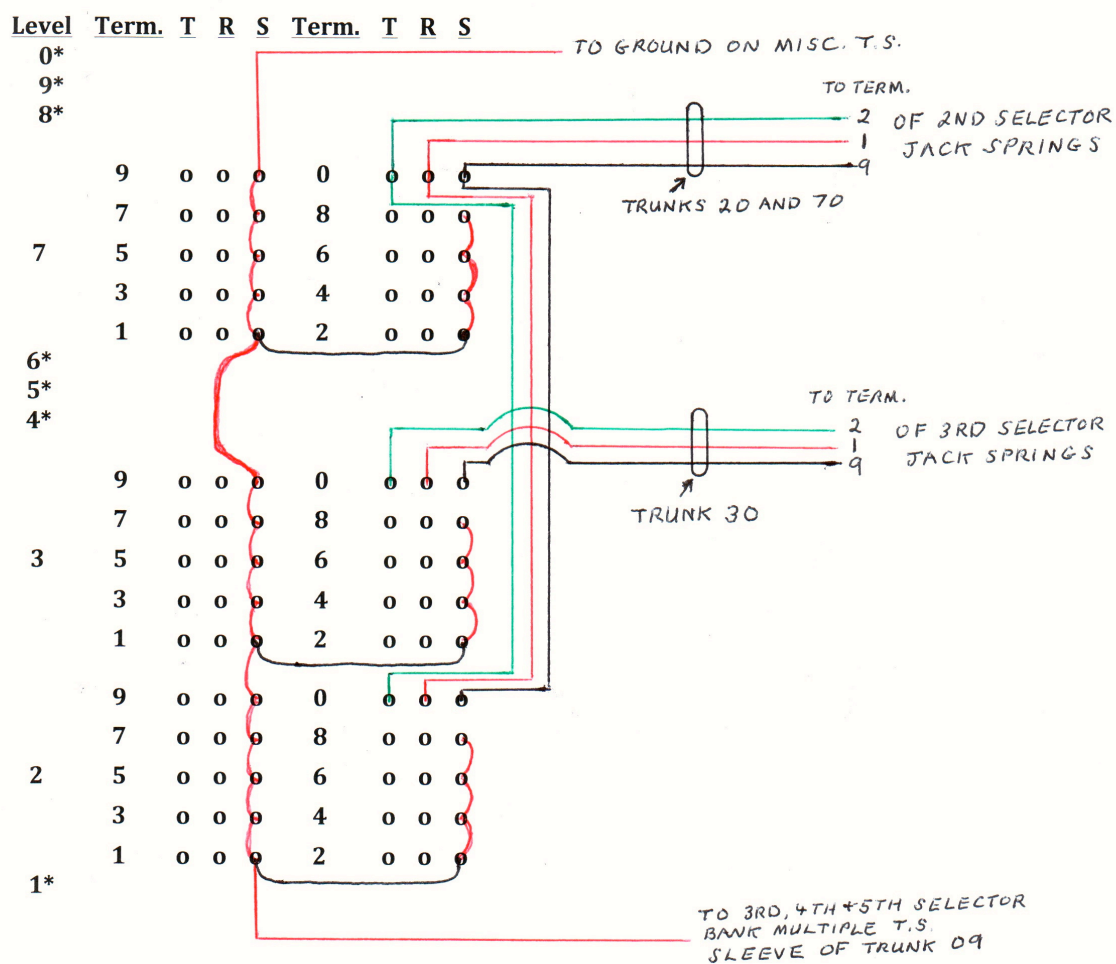 Level Term. T R S Term. T R S
0*
TO GROUND ON MISC. T.S.
9*
TO TERM.
8*
2 OF 2ND SELECTOR
1 JACK SPRINGS
9
9 o o o 0 o o o
TRUNKS 20 AND 70
7 o o o 8 o o o
7 5 o o o 6 o o o
3 o o o 4 o o o
1 o o o 2 o o o
6*
5*
TO TERM.
4*
2 OF 3RD SELECTOR
1 JACK SPRINGS
9
9 o o o 0 o o o
TRUNK 30
7 o o o 8 o o o
3 5 o o o 6 o o o
3 o o o 4 o o o
1 o o o 2 o o o
9 o o o 0 o o o
7 o o o 8 o o o
2 5 o o o 6 o o o
3 o o o 4 o o o
1 o o o 2 o o o
1*
TO 3RD, 4TH + 5TH SELECTOR
BANK MULTIPLE T.S.
SLEEVE OF TRUNK 09